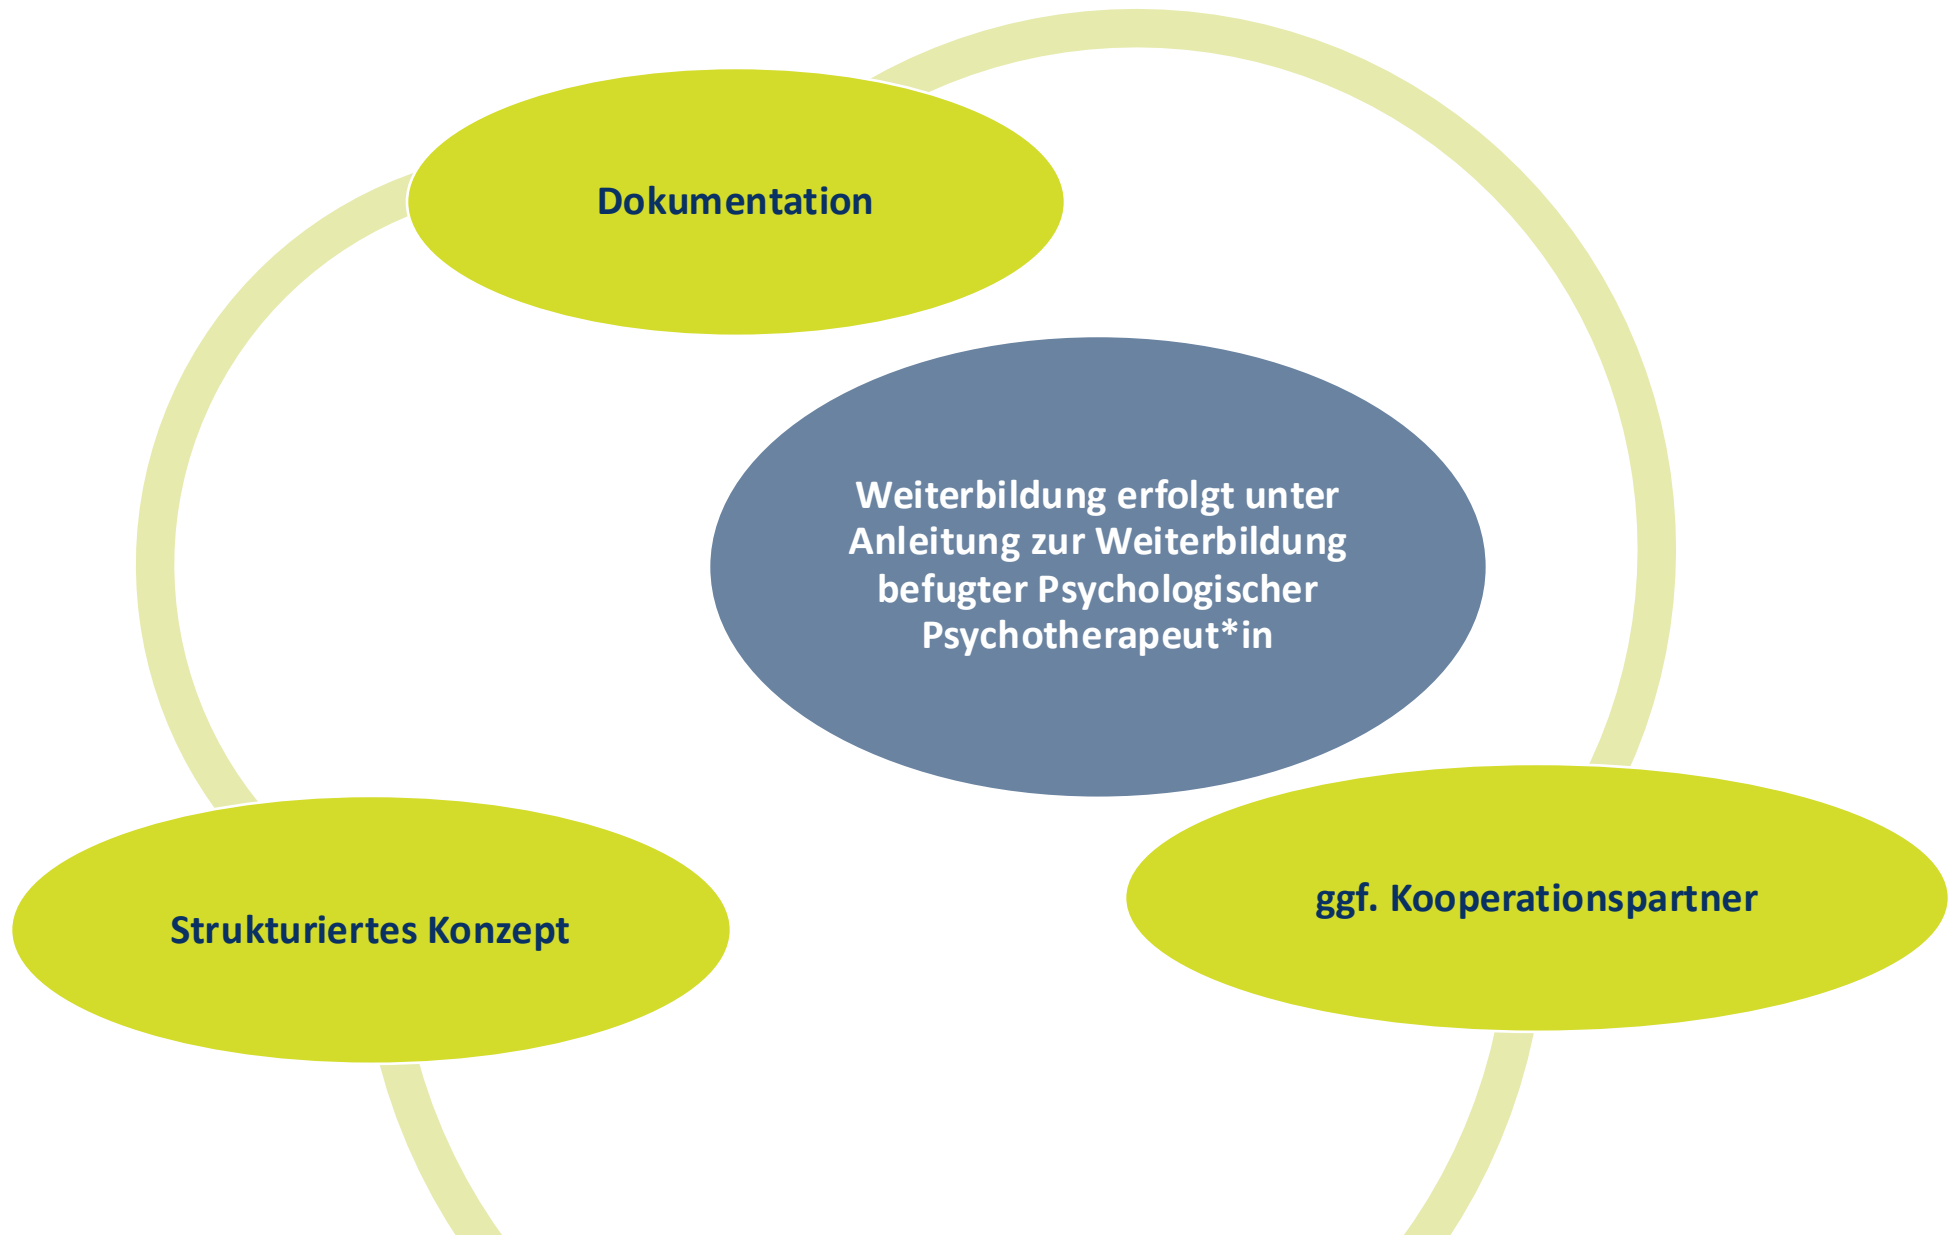 Dokumentation
Weiterbildung erfolgt unter
Anleitung zur Weiterbildung
befugter Psychologischer
Psychotherapeut*in
ggf. Kooperationspartner
Strukturiertes Konzept